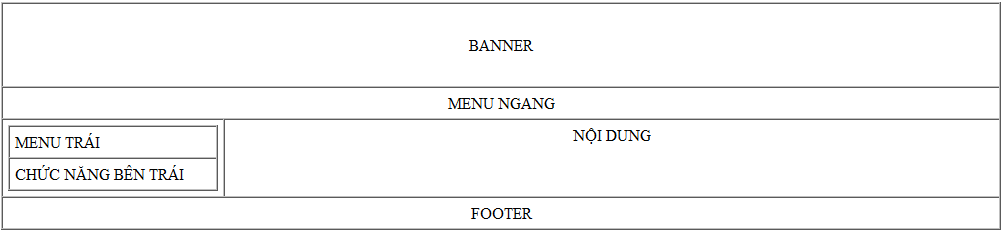 BANNER
MENU NGANG
MENU TRÁI
CHỨC NĂNG BÊN TRÁI
NỘI DUNG
FOOTER